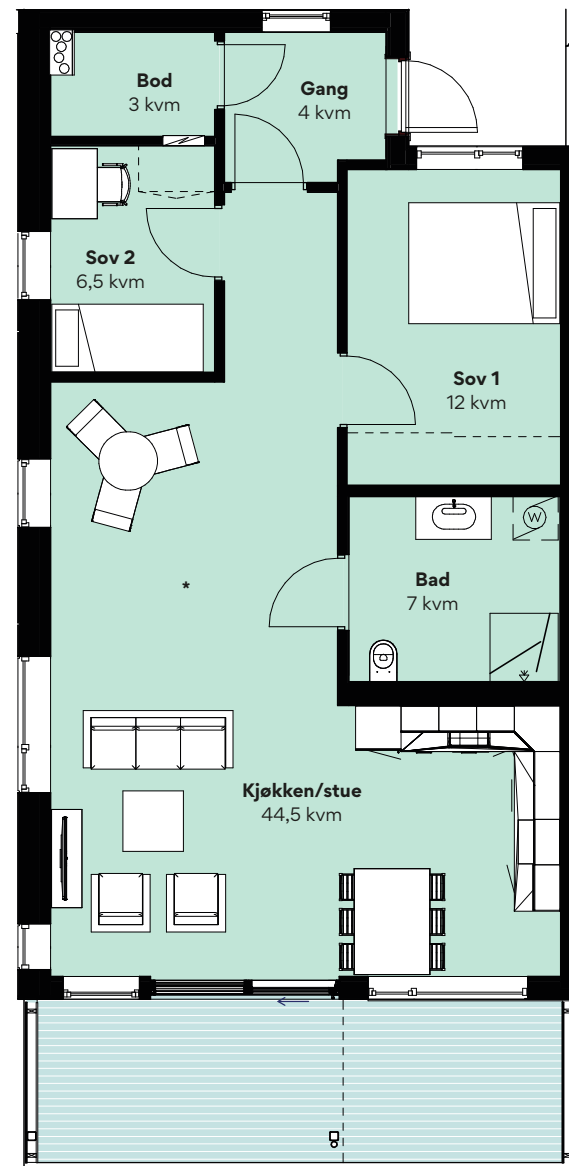 Bod
3 kvm
Gang
4 kvm
Sov 2
6,5 kvm
Sov 1
12 kvm
W
Bad
7 kvm
*
Kjøkken/stue
44,5 kvm